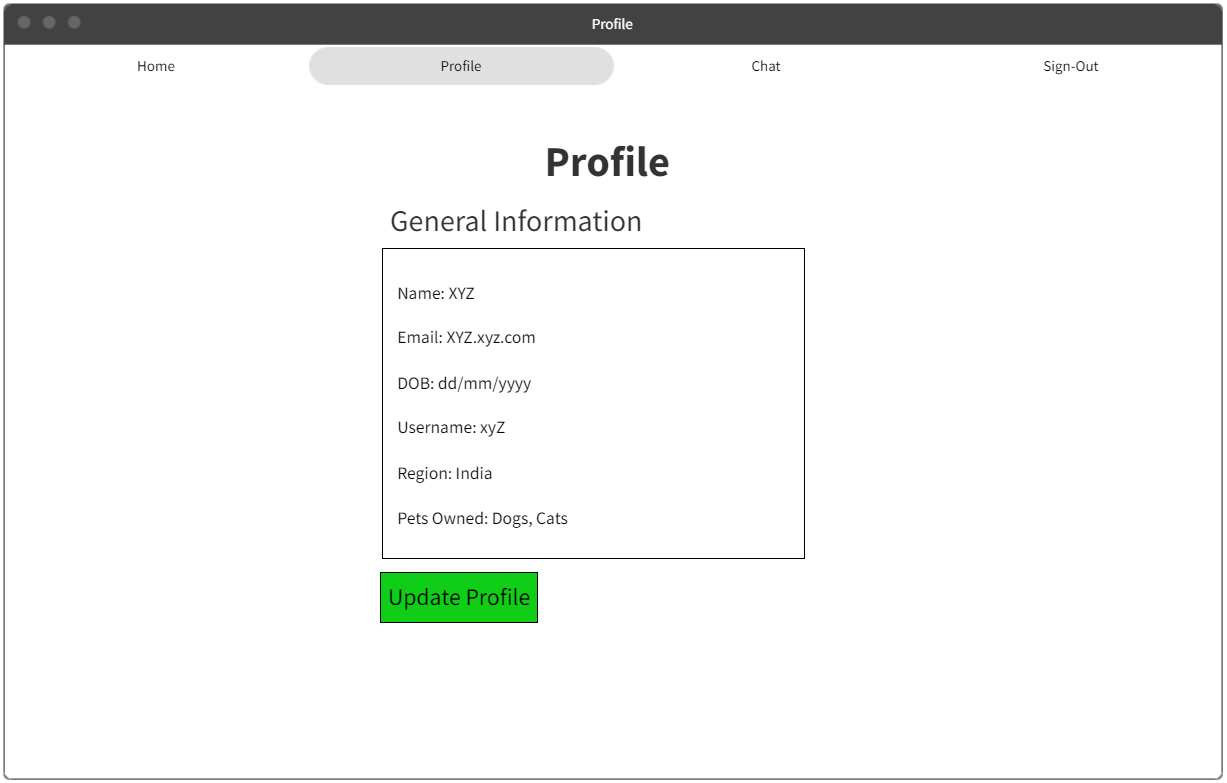 Profile
Home Profile Chat Sign-Out
Profile
General Information
Name: XYZ
Email: XYZ.xyz.com
DOB: dd/mm/yyyy
Username: xyZ
Region: India
Pets Owned: Dogs, Cats
Update Profile